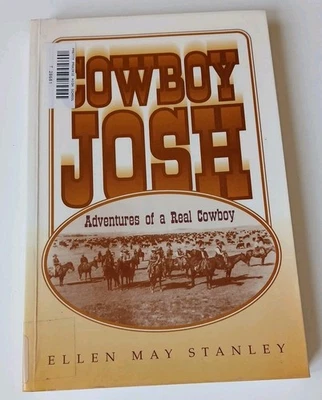 COWBOY
JOSH
Adventures of a Real Cowboy
ELLEN MAY STANLEY